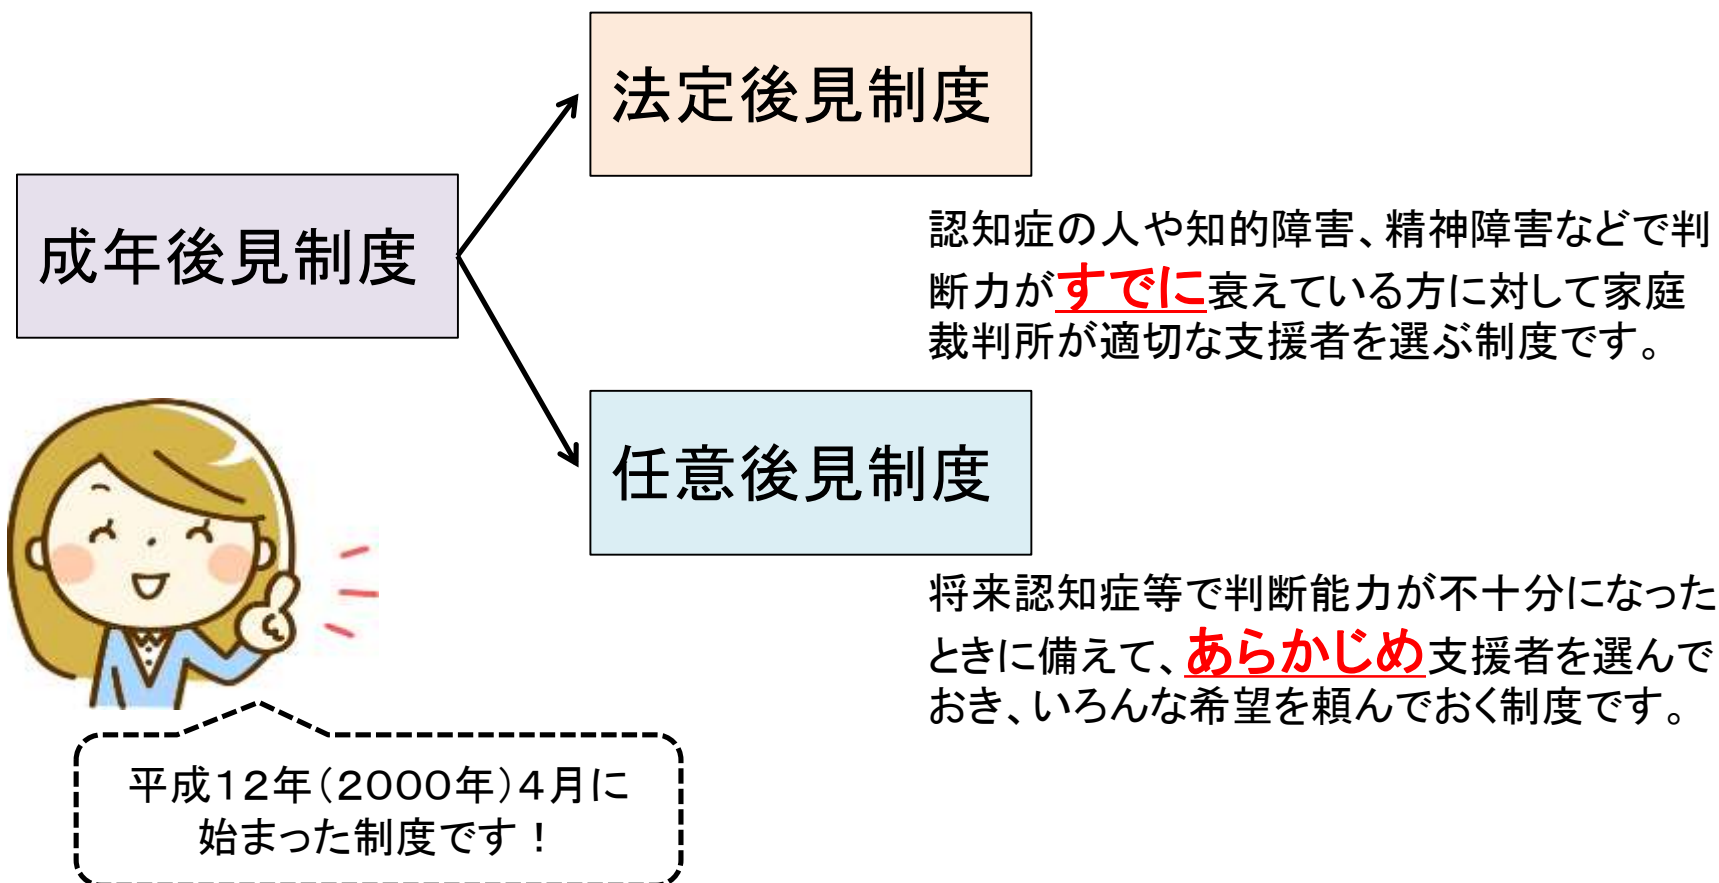 法定後見制度
成年後見制度
認知症の人や知的障害、精神障害などで判
断力がすでに衰えている方に対して家庭
裁判所が適切な支援者を選ぶ制度です。
任意後見制度
将来認知症等で判断能力が不十分になった
ときに備えて、あらかじめ支援者を選んで
おき、いろんな希望を頼んでおく制度です。
平成12年(2000年)4月に
始まった制度です！